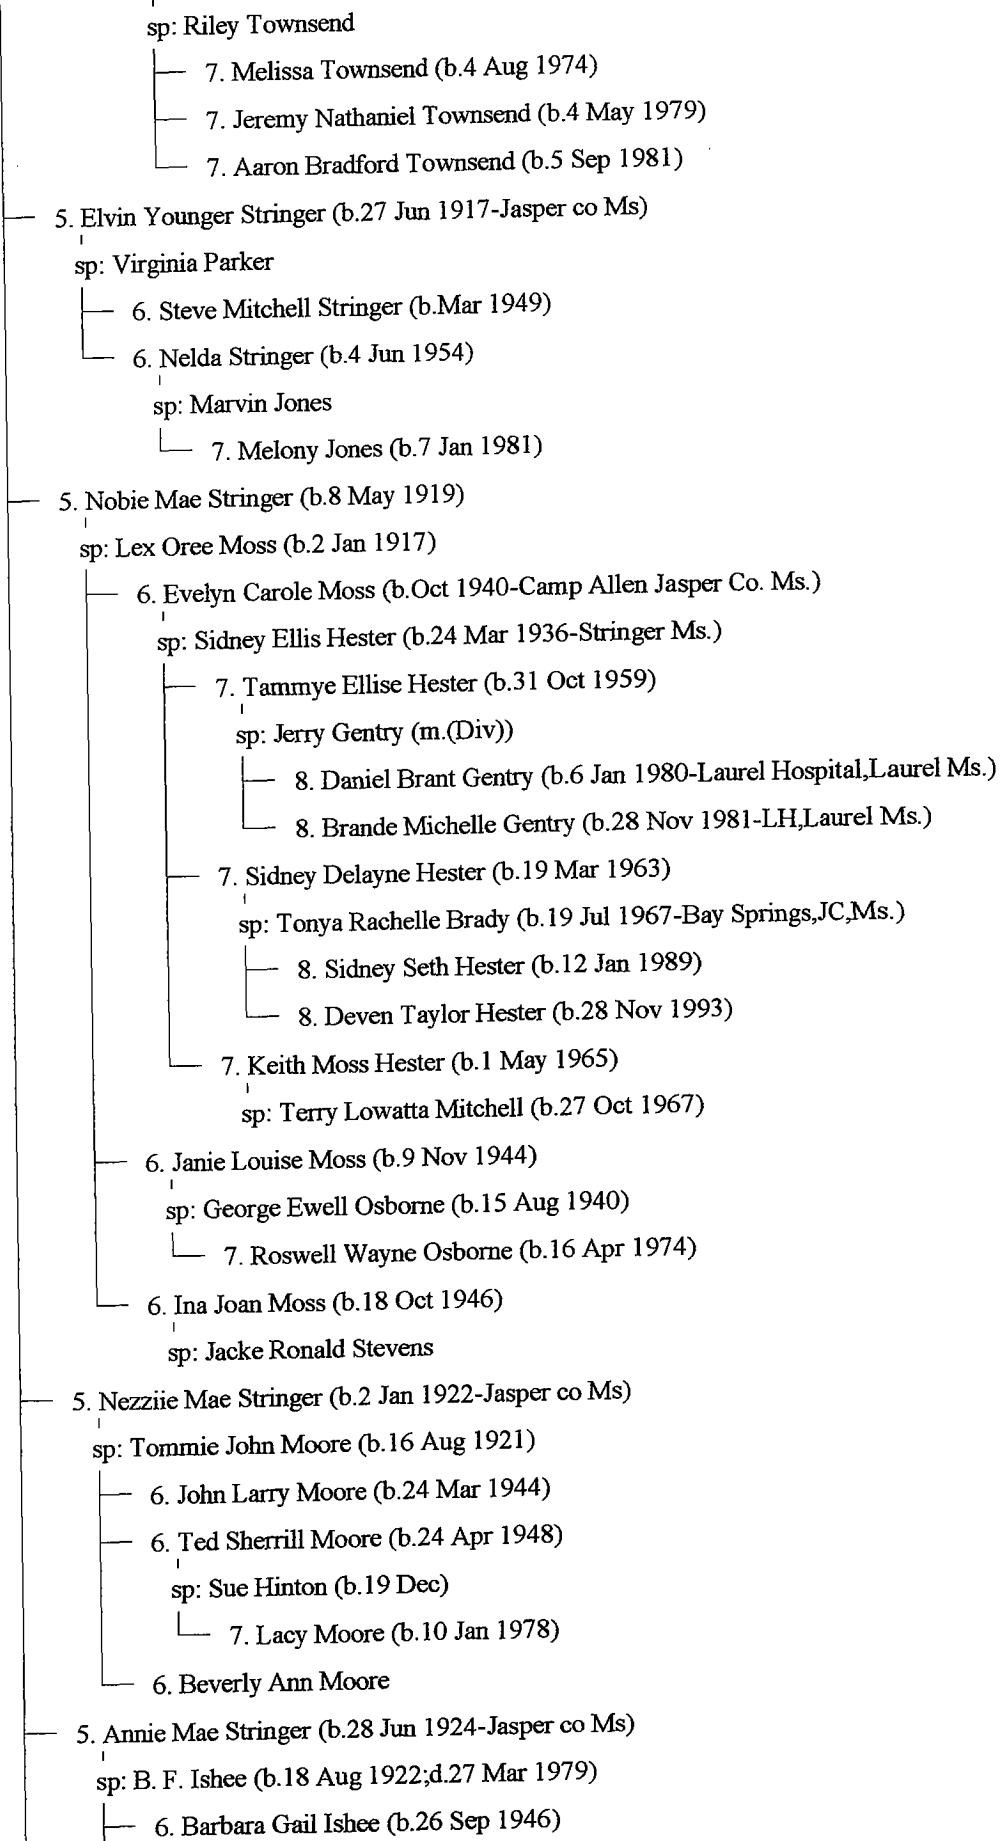 sp: Riley Townsend
7. Melissa Townsend (b.4 Aug 1974)
7. Jeremy Nathaniel Townsend (b.4 May 1979)
7. Aaron Bradford Townsend (b.5 Sep 1981)
5. Elvin Younger Stringer (b.27 Jun 1917-Jasper co Ms)
sp: Virginia Parker
6. Steve Mitchell Stringer (b.Mar 1949)
6. Nelda Stringer (b.4 Jun 1954)
sp: Marvin Jones
7. Melony Jones (b.7 Jan 1981)
5. Nobie Mae Stringer (b.8 May 1919)
sp: Lex Oree Moss (b.2 Jan 1917)
6. Evelyn Carole Moss (b.Oct 1940-Camp Allen Jasper Co. Ms.)
sp: Sidney Ellis Hester (b.24 Mar 1936-Stringer Ms.)
7. Tammye Ellise Hester (b.31 Oct 1959)
sp: Jerry Gentry (m.(Div))
8. Daniel Brant Gentry (b.6 Jan 1980-Laurel Hospital,Laurel Ms.)
8. Brande Michelle Gentry (b.28 Nov 1981-LH,Laurel Ms.)
7. Sidney Delayne Hester (b.19 Mar 1963)
sp: Tonya Rachelle Brady (b.19 Jul 1967-Bay Springs,JC,Ms.)
8. Sidney Seth Hester (b.12 Jan 1989)
8. Deven Taylor Hester (b.28 Nov 1993)
7. Keith Moss Hester (b.1 May 1965)
sp: Terry Lowatta Mitchell (b.27 Oct 1967)
6. Janie Louise Moss (b.9 Nov 1944)
sp: George Ewell Osborne (b.15 Aug 1940)
7. Roswell Wayne Osborne (b.16 Apr 1974)
6. Ina Joan Moss (b.18 Oct 1946)
sp: Jacke Ronald Stevens
5. Nezziie Mae Stringer (b.2 Jan 1922-Jasper co Ms)
sp: Tommie John Moore (b.16 Aug 1921)
6. John Larry Moore (b.24 Mar 1944)
6. Ted Sherrill Moore (b.24 Apr 1948)
sp: Sue Hinton (b.19 Dec)
7. Lacy Moore (b.10 Jan 1978)
6. Beverly Ann Moore
5. Annie Mae Stringer (b.28 Jun 1924-Jasper co Ms)
sp: B. F. Ishee (b.18 Aug 1922;d.27 Mar 1979)
6. Barbara Gail Ishee (b.26 Sep 1946)